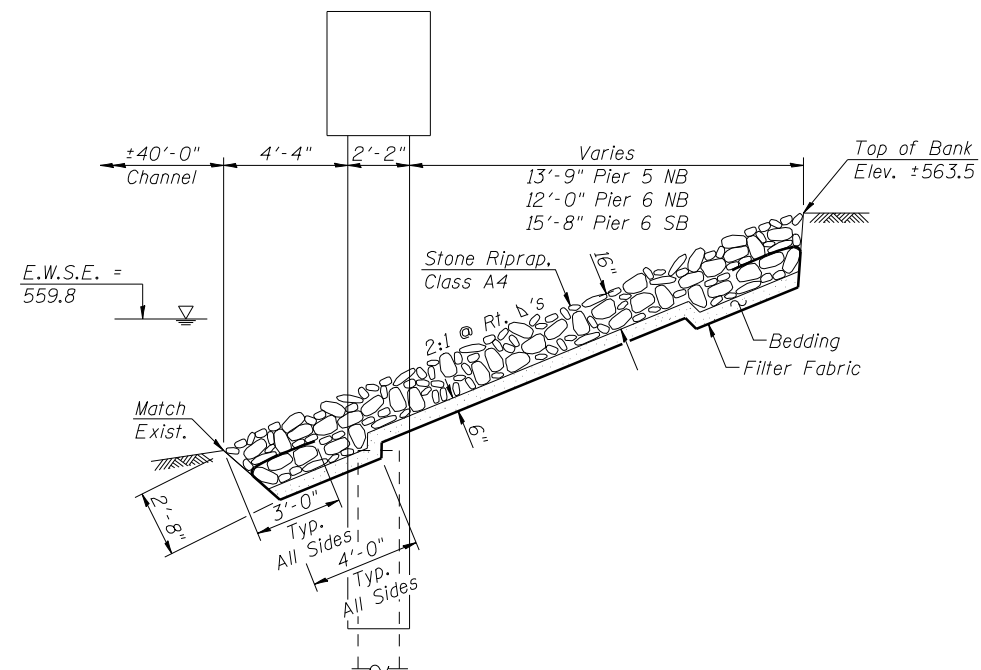 ±40'-0"
Channel
4'-4"
2'-2"
Varies
13'-9" Pier 5 NB
12'-0" Pier 6 NB
15'-8" Pier 6 SB
Top of Bank
Elev. ±563.5
E.W.S.E. =
559.8
Stone Riprap,
Class A4
16"
2:1 @ Rt. ∆'s
Bedding
Filter Fabric
Match
Exist.
6"
2'-8"
3'-0"
Typ.
All Sides
4'-0"
Typ.
All Sides